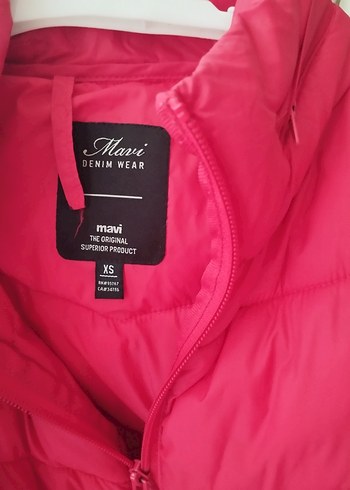 Mavi
DENIM WEAR
mavi
THE ORIGINAL
SUPERIOR PRODUCT
XS